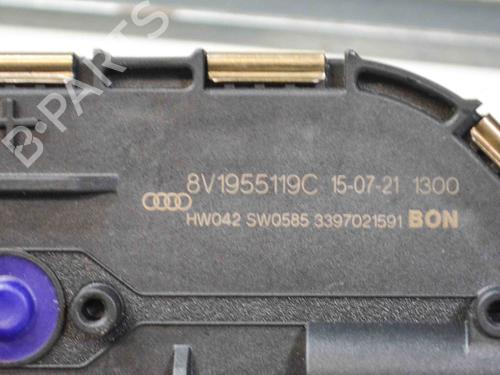 B-PARTS
+
8V1955119C 15-07-21 1300
HW042 SW0585 3397021591 BON